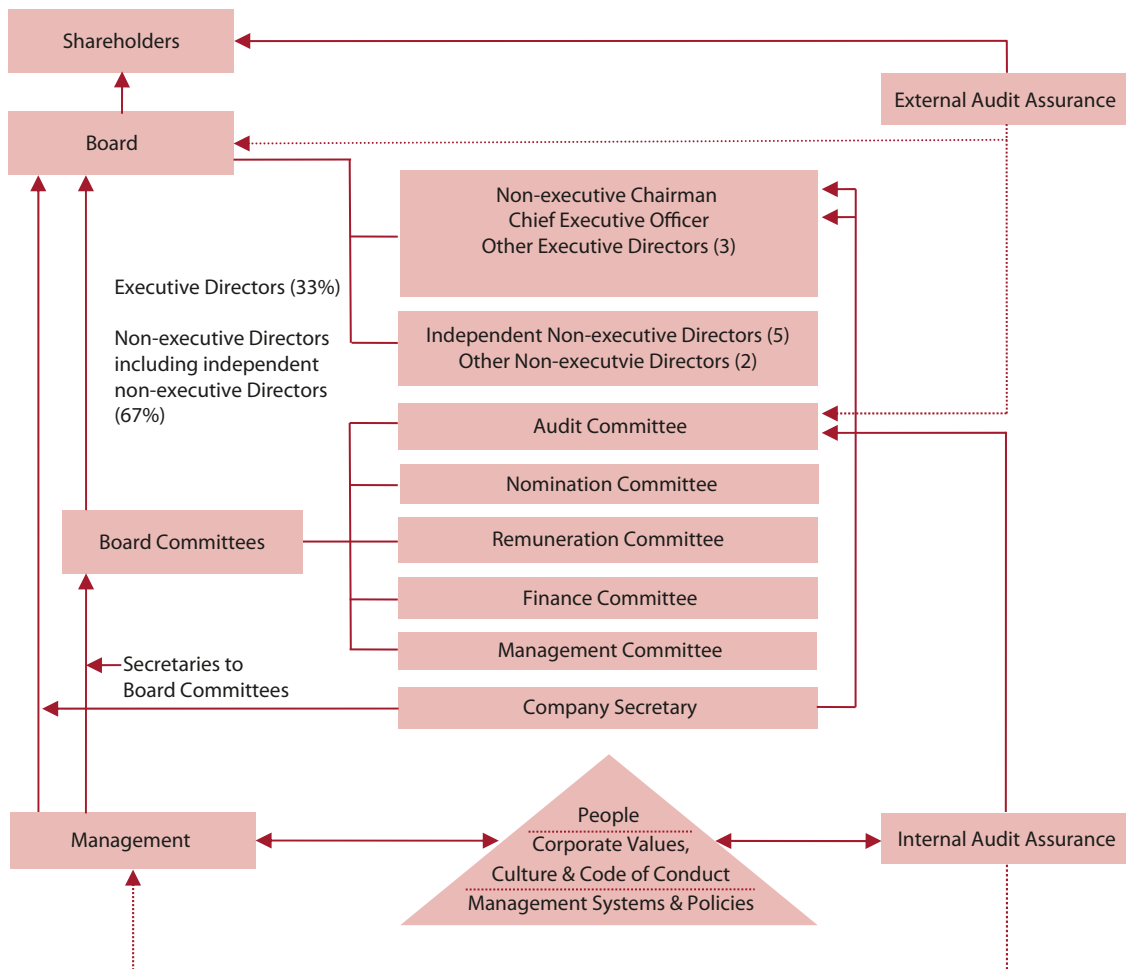 Shareholders
External Audit Assurance
Board
Non-executive Chairman
Chief Executive Officer
Other Executive Directors (3)
Executive Directors (33%)
Non-executive Directors
including independent
non-executive Directors
(67%)
Independent Non-executive Directors (5)
Other Non-executvie Directors (2)
Audit Committee
Nomination Committee
Board Committees
Remuneration Committee
Finance Committee
Management Committee
Secretaries to
Board Committees
Company Secretary
Management
People
Corporate Values,
Culture & Code of Conduct
Management Systems & Policies
Internal Audit Assurance